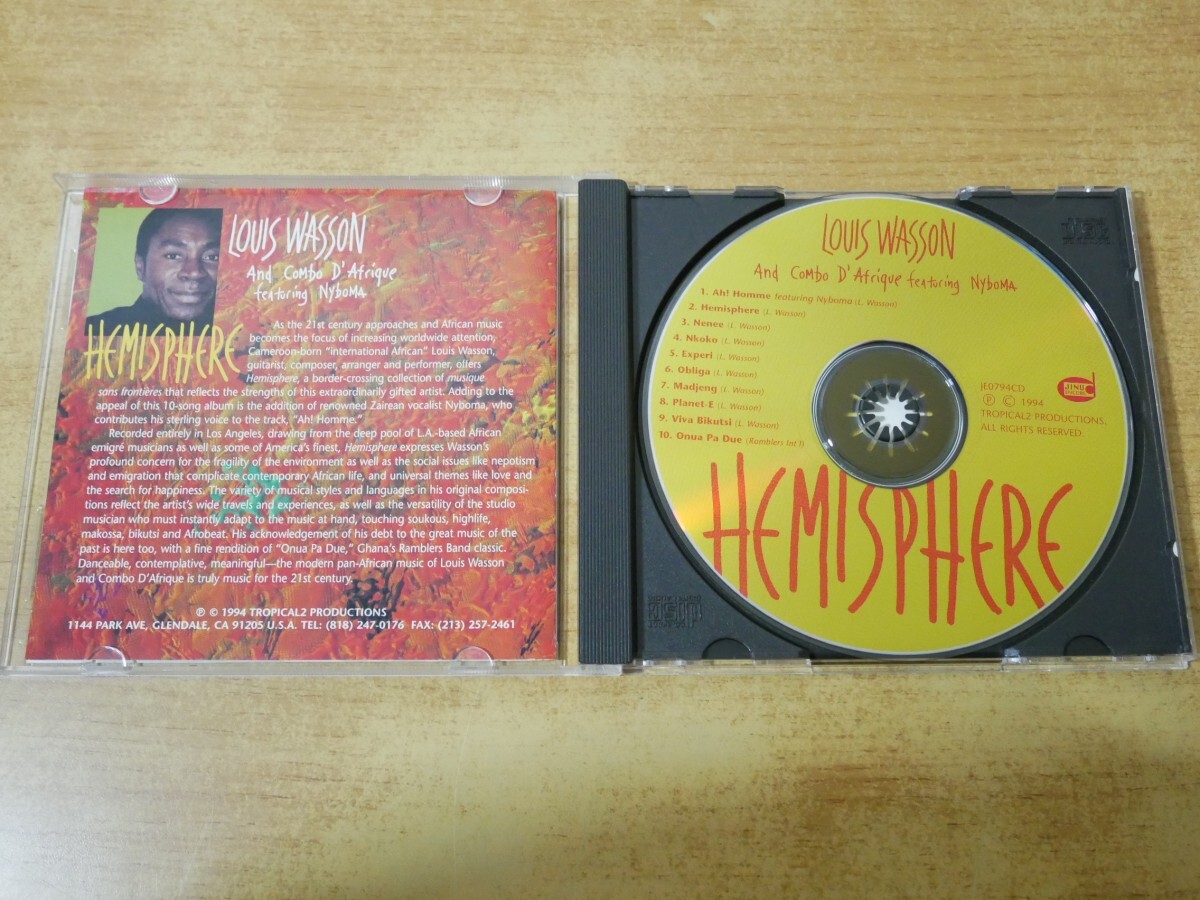 LOUIS WASSON
And Combo D'Afrique
featuring Nyboma
HEMISPHERE
As the 21st century approaches and African music
becomes the focus of increasing worldwide attention,
Cameroon-born "international African" Louis Wasson,
guitarist, composer, arranger and performer, offers
Hemisphere, a border-crossing collection of musique
sans frontières that reflects the strengths of this extraordinarily gifted artist. Adding to the
appeal of this 10-song album is the addition of renowned Zairean vocalist Nyboma, who
contributes his sterling voice to the track, "Ah! Homme."
Recorded entirely in Los Angeles, drawing from the deep pool of L.A.-based African
emigré musicians as well as some of America's finest, Hemisphere expresses Wasson's
profound concern for the fragility of the environment as well as the social issues like nepotism
and emigration that complicate contemporary African life, and universal themes like love and
the search for happiness. The variety of musical styles and languages in his original composi-
tions reflect the artist's wide travels and experiences, as well as the versatility of the studio
musician who must instantly adapt to the music at hand, touching soukous, highlife,
makossa, bikutsi and Afrobeat. His acknowledgement of his debt to the great music of the
past is here too, with a fine rendition of "Onua Pa Due," Ghana's Ramblers Band classic.
Danceable, contemplative, meaningful—the modern pan-African music of Louis Wasson
and Combo D'Afrique is truly music for the 21st century.
℗ © 1994 TROPICAL2 PRODUCTIONS
1144 PARK AVE, GLENDALE, CA 91205 U.S.A. TEL: (818) 247-0176 FAX: (213) 257-2461
LOUIS WASSON
And Combo D'Afrique featuring Nyboma
1. Ah! Homme featuring Nyboma (L. Wasson)
2. Hemisphere (L. Wasson)
3. Nenee (L. Wasson)
4. Nkoko (L. Wasson)
5. Experi (L. Wasson)
6. Obliga (L. Wasson)
7. Madjeng (L. Wasson)
8. Planet-E (L. Wasson)
9. Viva Bikutsi (L. Wasson)
10. Onua Pa Due (Ramblers Int'l)
JE0794CD
℗ © 1994
TROPICAL2 PRODUCTIONS.
ALL RIGHTS RESERVED.
HEMISPHERE